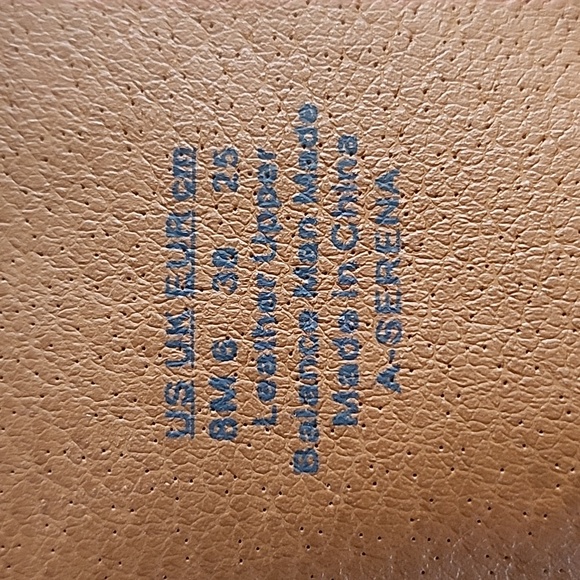 US UK EUR cm
8M 6 39 25
Leather Upper
Balance Man Made
Made in China
A-SERENA